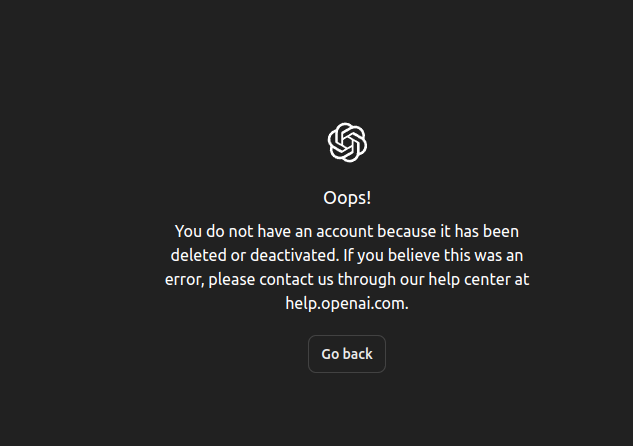 Oops!
You do not have an account because it has been
deleted or deactivated. If you believe this was an
error, please contact us through our help center at
help.openai.com.
Go back